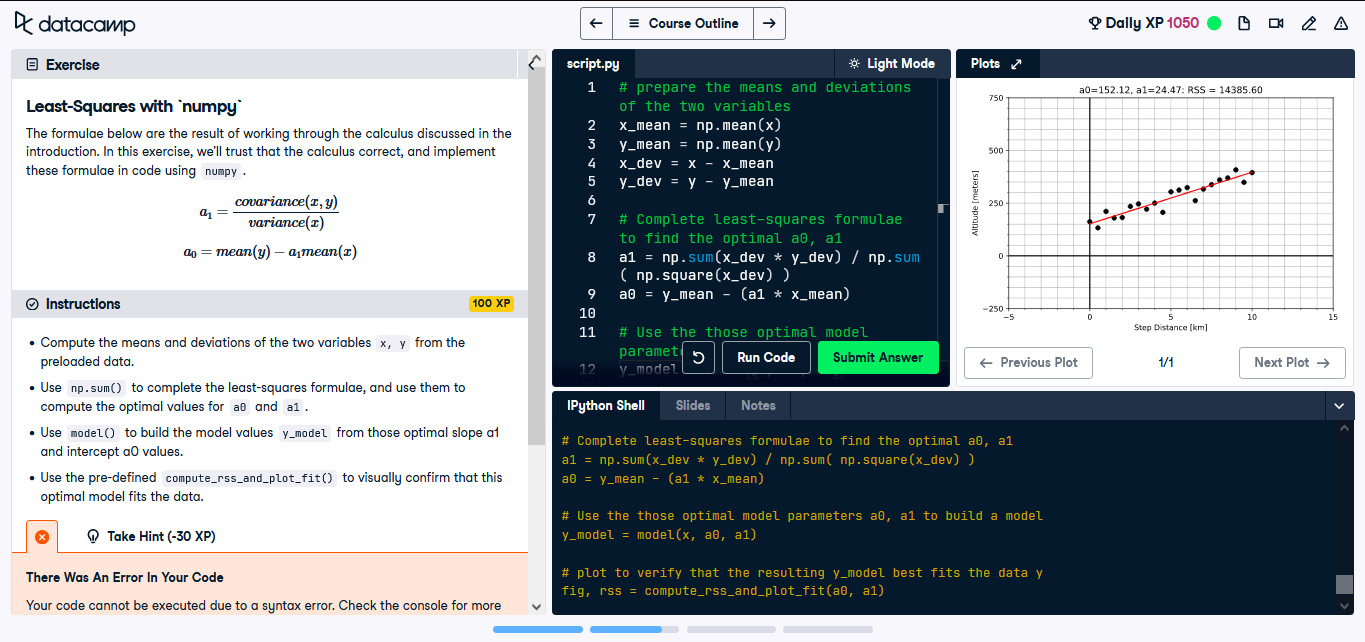 datacamp
Course Outline
Daily XP 1050
Exercise
Least-Squares with `numpy`
The formulae below are the result of working through the calculus discussed in the
introduction. In this exercise, we'll trust that the calculus correct, and implement
these formulae in code using numpy .
a1 = covariance(x, y) / variance(x)
a0 = mean(y) − a1mean(x)
Instructions
100 XP
• Compute the means and deviations of the two variables x, y from the
preloaded data.
• Use np.sum() to complete the least-squares formulae, and use them to
compute the optimal values for a0 and a1 .
• Use model() to build the model values y_model from those optimal slope a1
and intercept a0 values.
• Use the pre-defined compute_rss_and_plot_fit() to visually confirm that this
optimal model fits the data.
Take Hint (-30 XP)
There Was An Error In Your Code
Your code cannot be executed due to a syntax error. Check the console for more
script.py
Light Mode
1 # prepare the means and deviations
of the two variables
2 x_mean = np.mean(x)
3 y_mean = np.mean(y)
4 x_dev = x - x_mean
5 y_dev = y - y_mean
6
7 # Complete least-squares formulae
to find the optimal a0, a1
8 a1 = np.sum(x_dev * y_dev) / np.sum
( np.square(x_dev) )
9 a0 = y_mean - (a1 * x_mean)
10
11 # Use the those optimal model
paramet
12 y_model
Run Code
Submit Answer
Plots
a0=152.12, a1=24.47: RSS = 14385.60
750
500
250
0
−250
−5 0 5 10 15
Altitude [meters]
Step Distance [km]
Previous Plot
1/1
Next Plot
IPython Shell
Slides
Notes
# Complete least-squares formulae to find the optimal a0, a1
a1 = np.sum(x_dev * y_dev) / np.sum( np.square(x_dev) )
a0 = y_mean - (a1 * x_mean)
# Use the those optimal model parameters a0, a1 to build a model
y_model = model(x, a0, a1)
# plot to verify that the resulting y_model best fits the data y
fig, rss = compute_rss_and_plot_fit(a0, a1)